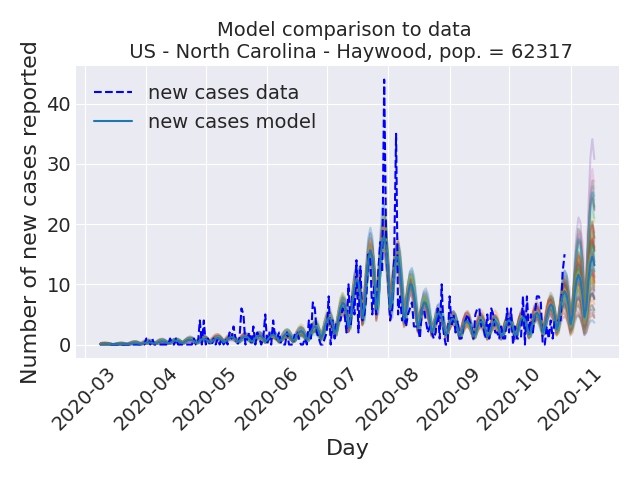 Model comparison to data
US - North Carolina - Haywood, pop. = 62317
Number of new cases reported
40
30
20
10
0
new cases data
new cases model
2020-03
2020-04
2020-05
2020-06
2020-07
2020-08
2020-09
2020-10
2020-11
Day